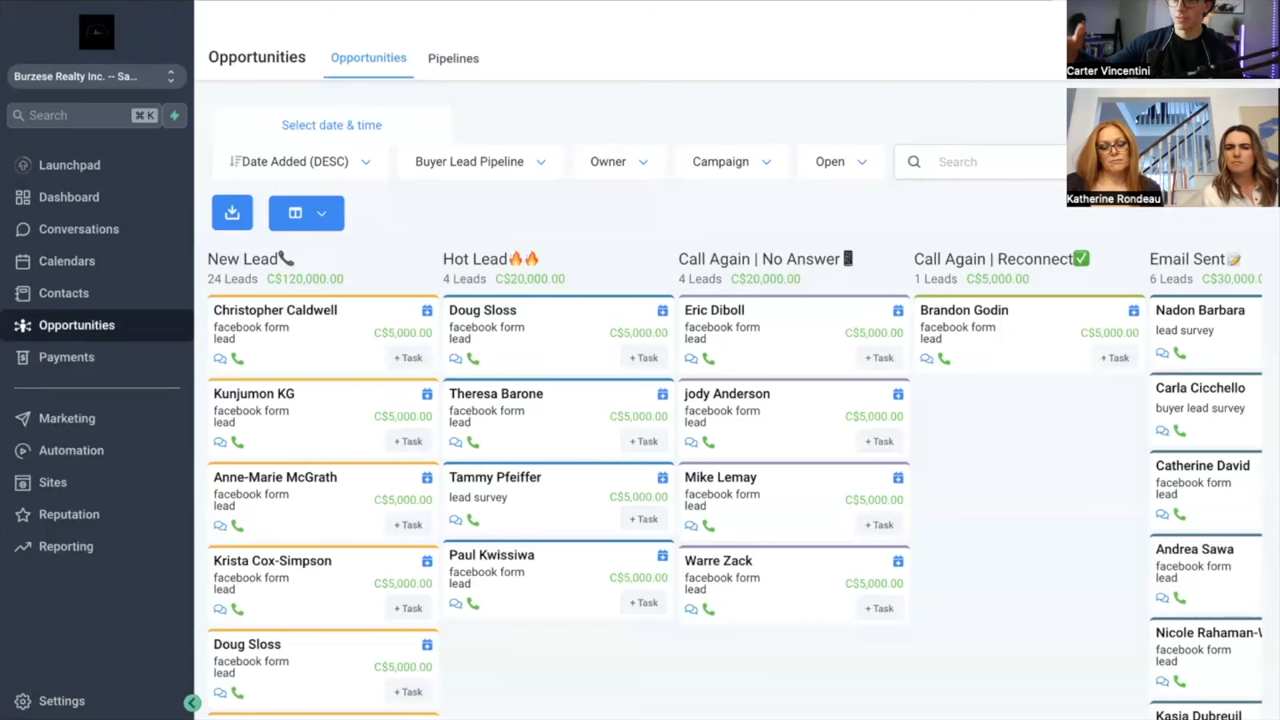 Burzese Realty Inc. -- Sa...
Search ⌘ K
Launchpad
Dashboard
Conversations
Calendars
Contacts
Opportunities
Payments
Marketing
Automation
Sites
Reputation
Reporting
Settings
Opportunities Opportunities Pipelines
Select date & time
Date Added (DESC) Buyer Lead Pipeline Owner Campaign Open Search
Carter Vincentini
Katherine Rondeau
New Lead
24 Leads C$120,000.00
Christopher Caldwell
facebook form
lead
C$5,000.00
+ Task
Kunjumon KG
facebook form
lead
C$5,000.00
+ Task
Anne-Marie McGrath
facebook form
lead
C$5,000.00
+ Task
Krista Cox-Simpson
facebook form
lead
C$5,000.00
+ Task
Doug Sloss
facebook form
lead
C$5,000.00
+ Task
Hot Lead
4 Leads C$20,000.00
Doug Sloss
facebook form
lead
C$5,000.00
+ Task
Theresa Barone
facebook form
lead
C$5,000.00
+ Task
Tammy Pfeiffer
lead survey
C$5,000.00
+ Task
Paul Kwissiwa
facebook form
lead
C$5,000.00
+ Task
Call Again | No Answer
4 Leads C$20,000.00
Eric Diboll
facebook form
lead
C$5,000.00
+ Task
jody Anderson
facebook form
lead
C$5,000.00
+ Task
Mike Lemay
facebook form
lead
C$5,000.00
+ Task
Warre Zack
facebook form
lead
C$5,000.00
+ Task
Call Again | Reconnect
1 Leads C$5,000.00
Brandon Godin
facebook form
lead
C$5,000.00
+ Task
Email Sent
6 Leads C$30,000.0
Nadon Barbara
lead survey
Carla Cicchello
buyer lead survey
Catherine David
facebook form
lead
Andrea Sawa
facebook form
lead
Nicole Rahaman-
facebook form
lead
Kasia Dubreuil